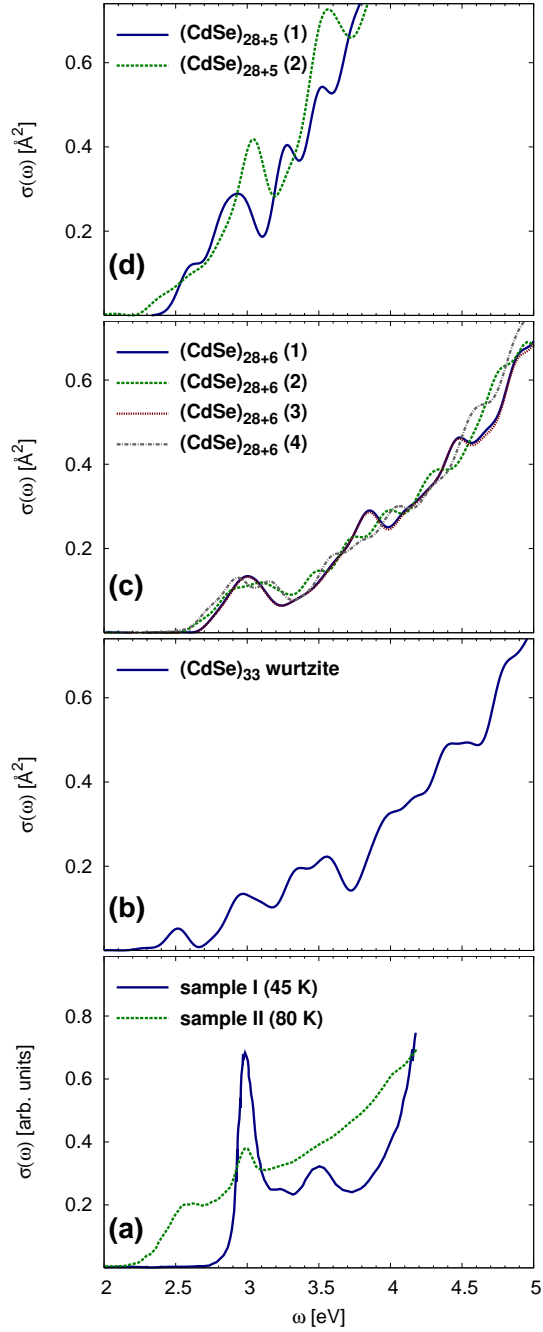 (CdSe)28+5 (1)
(CdSe)28+5 (2)
0.6
0.4
0.2
σ(ω) [Å2]
(d)
(CdSe)28+6 (1)
(CdSe)28+6 (2)
(CdSe)28+6 (3)
(CdSe)28+6 (4)
0.6
0.4
0.2
σ(ω) [Å2]
(c)
(CdSe)33 wurtzite
0.6
0.4
0.2
σ(ω) [Å2]
(b)
sample I (45 K)
sample II (80 K)
0.8
0.6
0.4
0.2
σ(ω) [arb. units]
(a)
2 2.5 3 3.5 4 4.5 5
ω [eV]